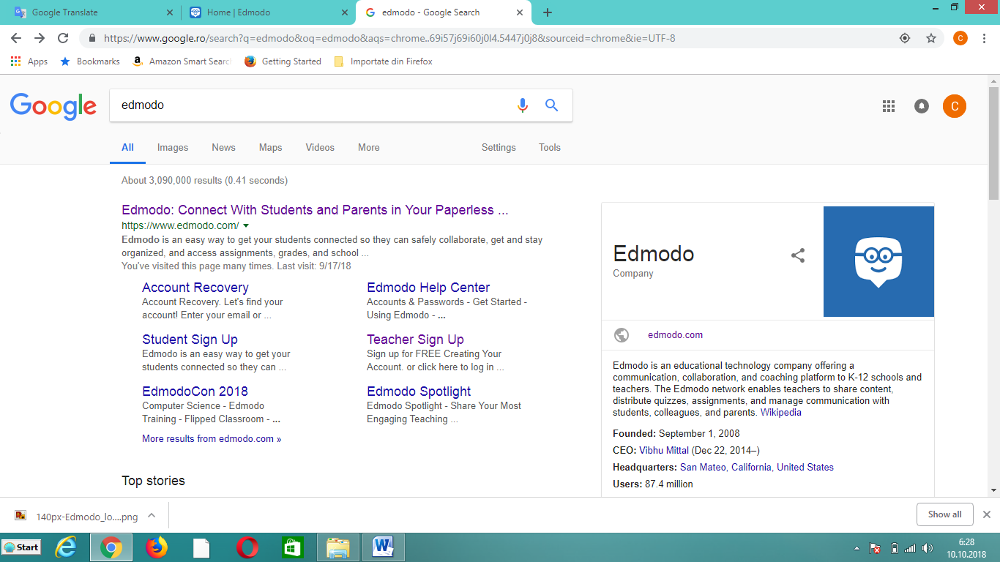 Google Translate
Home | Edmodo
edmodo - Google Search
https://www.google.ro/search?q=edmodo&oq=edmodo&aqs=chrome..69i57j69i60j0l4.5447j0j8&sourceid=chrome&ie=UTF-8
C
Apps
Bookmarks
Amazon Smart Searc
Getting Started
Importate din Firefox
Google
edmodo
C
All
Images
News
Maps
Videos
More
Settings
Tools
About 3,090,000 results (0.41 seconds)
Edmodo: Connect With Students and Parents in Your Paperless ...
https://www.edmodo.com/
Edmodo is an easy way to get your students connected so they can safely collaborate, get and stay
organized, and access assignments, grades, and school ...
You've visited this page many times. Last visit: 9/17/18
Account Recovery
Account Recovery. Let's find your
account! Enter your email or ...
Edmodo Help Center
Accounts & Passwords - Get Started -
Using Edmodo - ...
Student Sign Up
Edmodo is an easy way to get your
students connected so they can ...
Teacher Sign Up
Sign up for FREE Creating Your
Account. or click here to log in ...
EdmodoCon 2018
Computer Science - Edmodo
Training - Flipped Classroom - ...
Edmodo Spotlight
Edmodo Spotlight - Share Your Most
Engaging Teaching ...
More results from edmodo.com »
Top stories
Edmodo
Company
edmodo.com
Edmodo is an educational technology company offering a
communication, collaboration, and coaching platform to K-12 schools and
teachers. The Edmodo network enables teachers to share content,
distribute quizzes, assignments, and manage communication with
students, colleagues, and parents. Wikipedia
Founded: September 1, 2008
CEO: Vibhu Mittal (Dec 22, 2014–)
Headquarters: San Mateo, California, United States
Users: 87.4 million
140px-Edmodo_lo....png
Show all
Start
6:28
10.10.2018